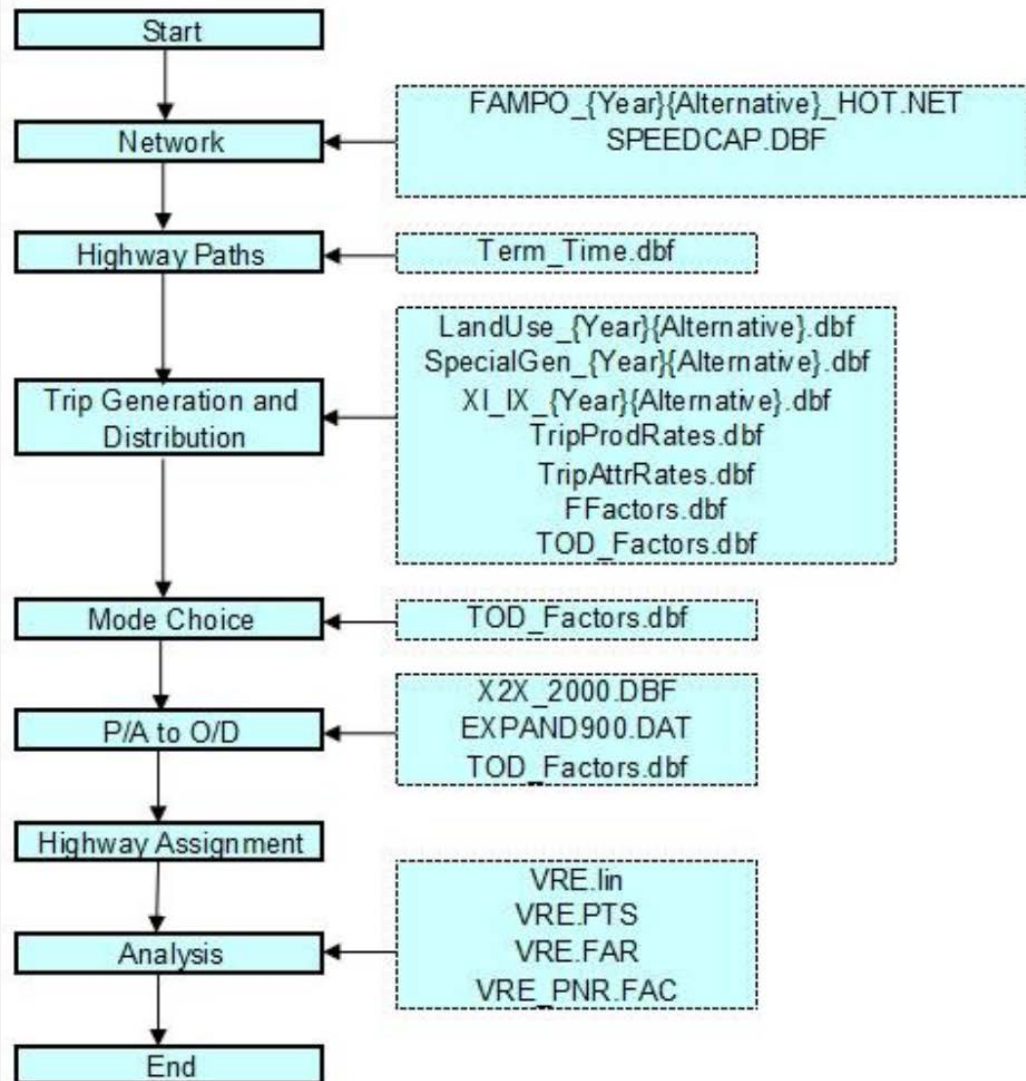 Start
Network
FAMPO_{Year}{Alternative}_HOT.NET
SPEEDCAP.DBF
Highway Paths
Term_Time.dbf
Trip Generation and
Distribution
LandUse_{Year}{Alternative}.dbf
SpecialGen_{Year}{Alternative}.dbf
XI_IX_{Year}{Alternative}.dbf
TripProdRates.dbf
TripAttrRates.dbf
FFactors.dbf
TOD_Factors.dbf
Mode Choice
TOD_Factors.dbf
P/A to O/D
X2X_2000.DBF
EXPAND900.DAT
TOD_Factors.dbf
Highway Assignment
Analysis
VRE.lin
VRE.PTS
VRE.FAR
VRE_PNR.FAC
End